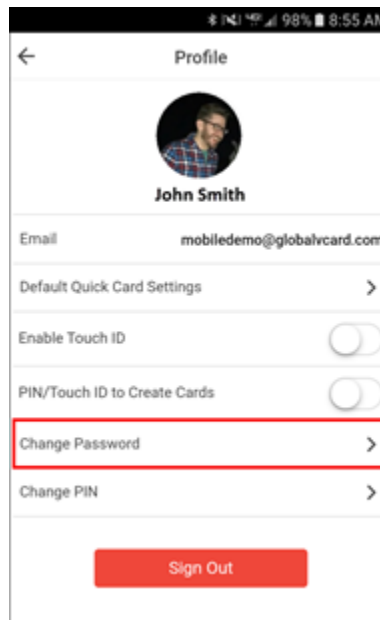 98% 8:55 AM
Profile
John Smith
Email mobiledemo@globalvcard.com
Default Quick Card Settings
Enable Touch ID
PIN/Touch ID to Create Cards
Change Password
Change PIN
Sign Out